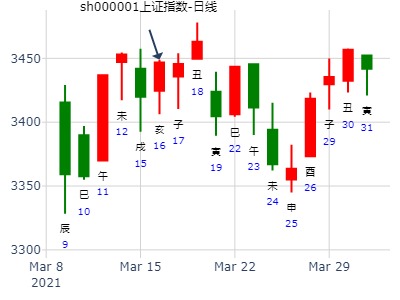 sh000001上证指数-日线
3450
3400
3350
3300
辰
9
巳
10
午
11
未
12
戌
15
亥
16
子
17
丑
18
寅
19
巳
22
午
23
未
24
申
25
酉
26
子
29
丑
30
寅
31
Mar 8
2021
Mar 15
Mar 22
Mar 29